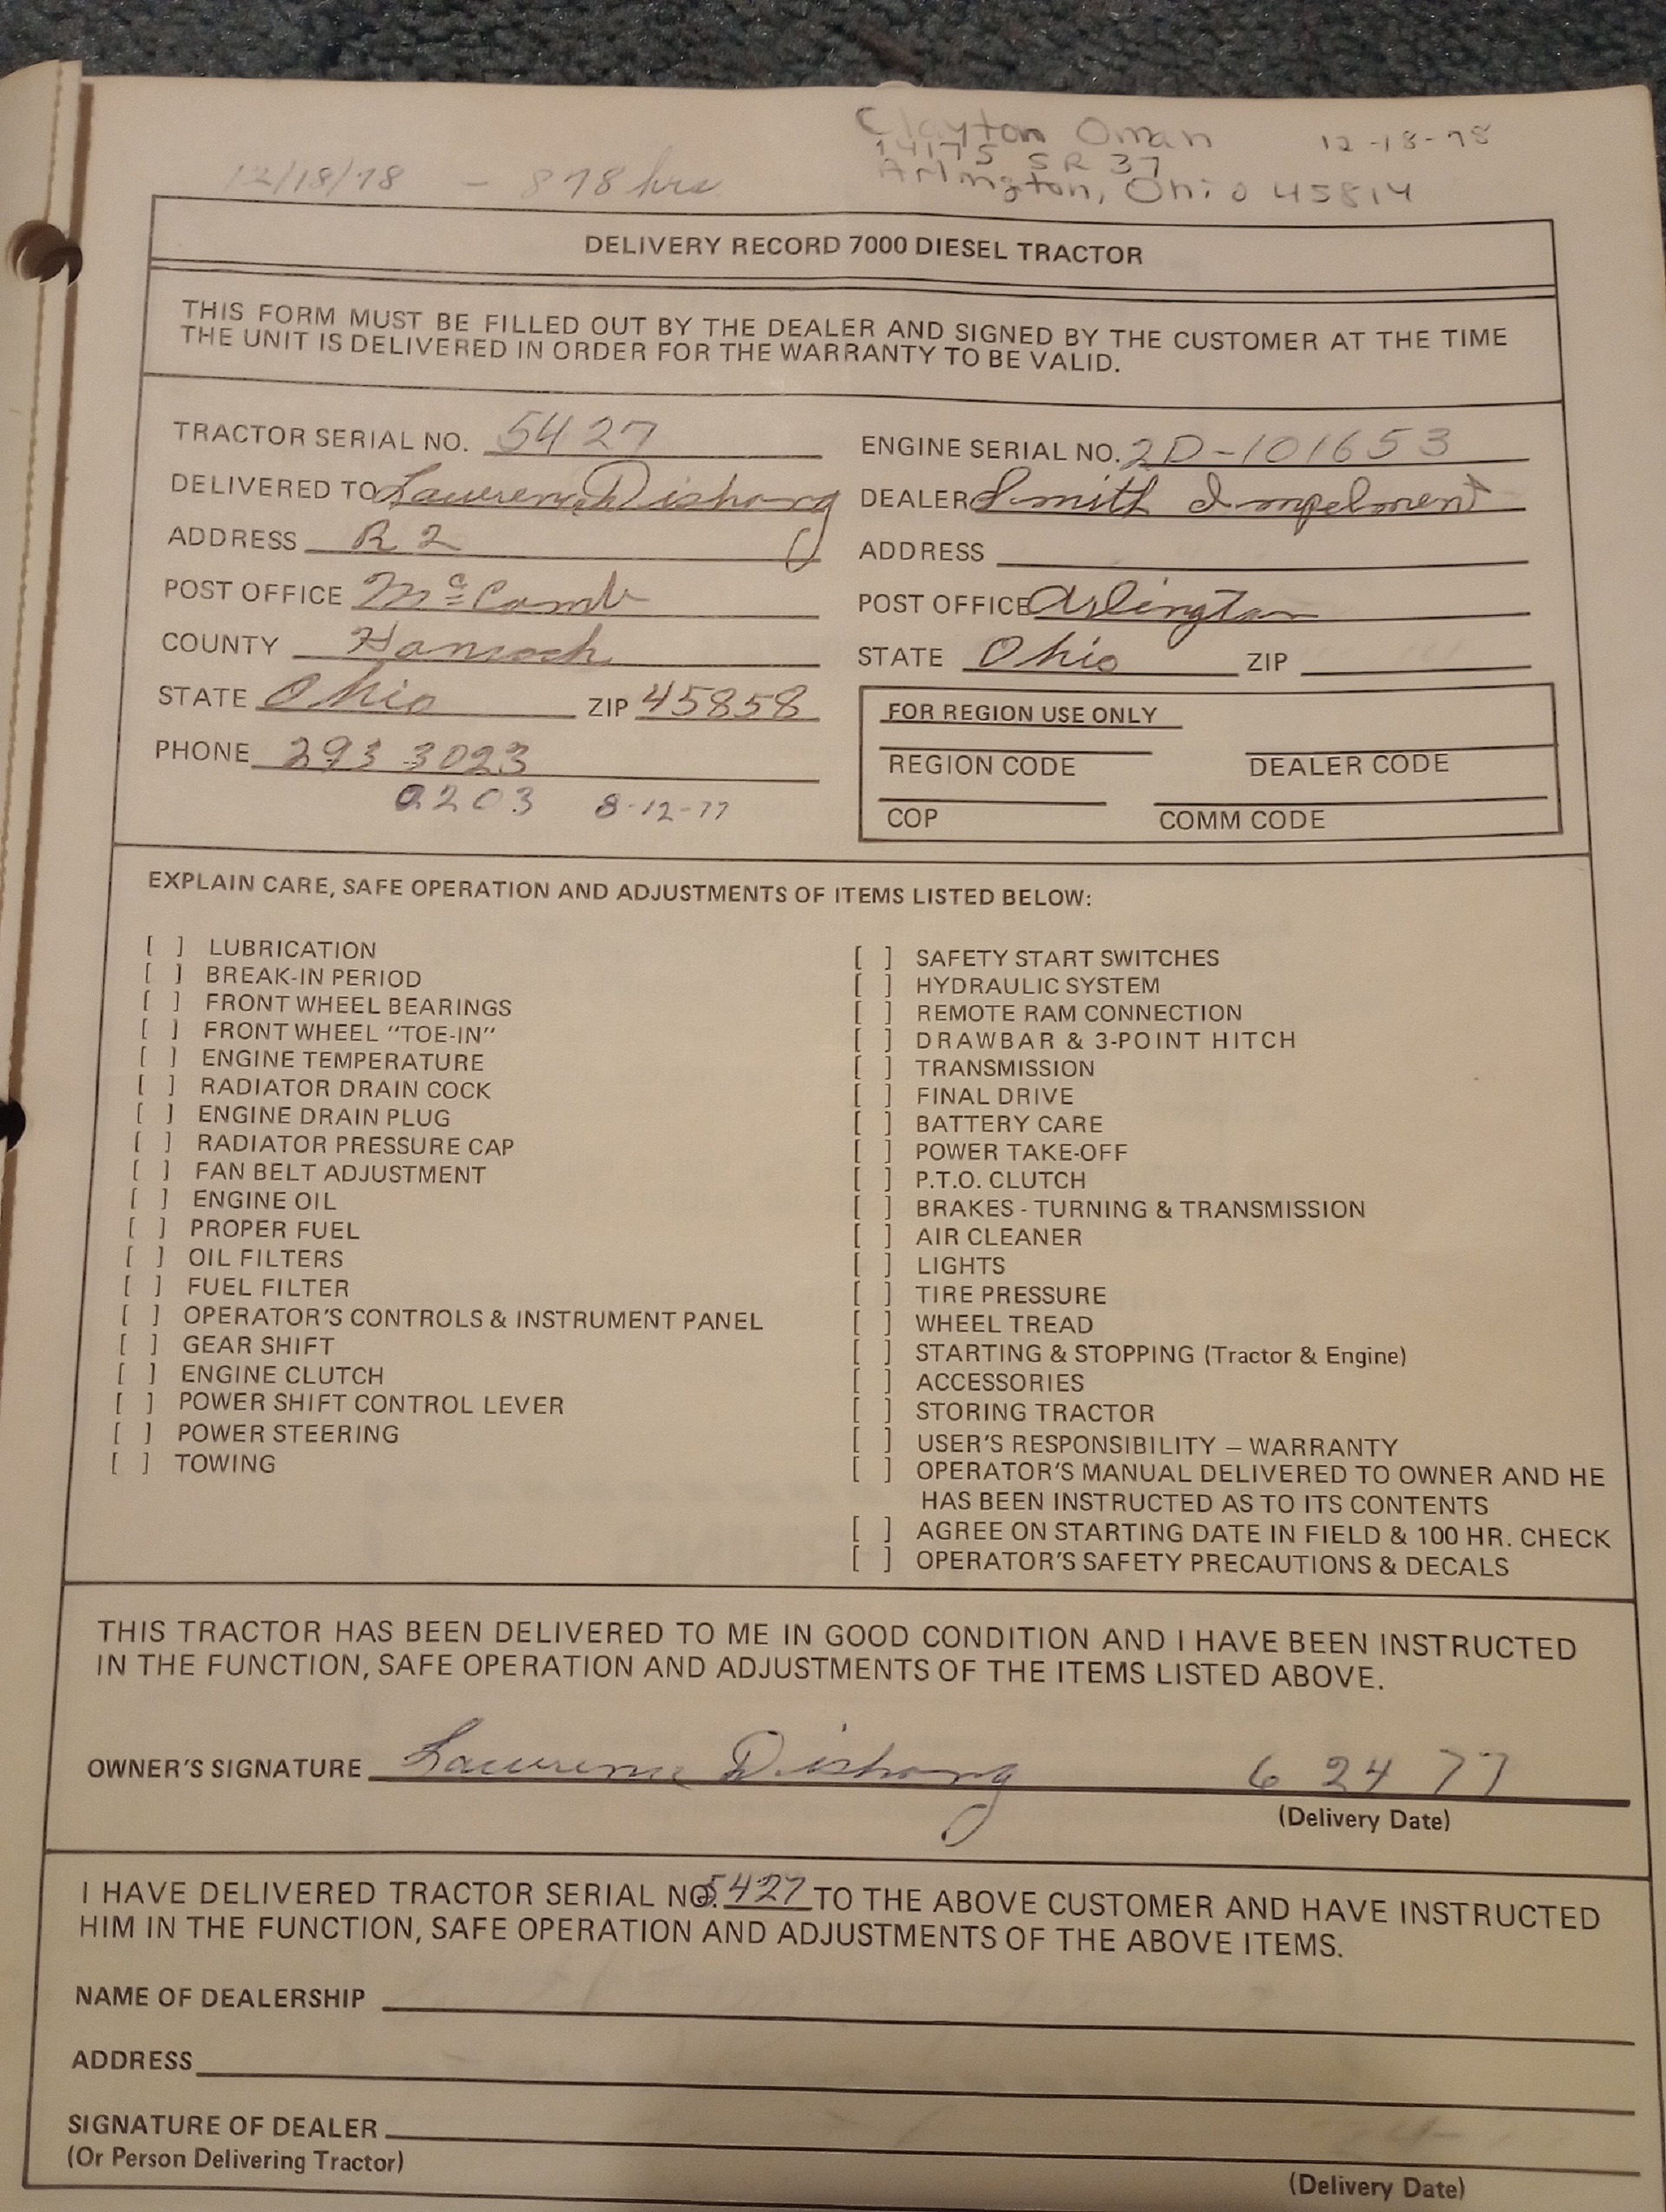 Clayton Oman 12-18-78
14175 SR 37
Arlington, Ohio 45814
12/18/78 - 878 hrs
DELIVERY RECORD 7000 DIESEL TRACTOR
THIS FORM MUST BE FILLED OUT BY THE DEALER AND SIGNED BY THE CUSTOMER AT THE TIME
THE UNIT IS DELIVERED IN ORDER FOR THE WARRANTY TO BE VALID.
TRACTOR SERIAL NO. 5427
DELIVERED TO Lawrence Dishong
ADDRESS R 2
POST OFFICE McComb
COUNTY Hancock
STATE Ohio ZIP 45858
PHONE 293 3023
0203 8-12-77
ENGINE SERIAL NO. 2D-101653
DEALER Smith Impelment
ADDRESS
POST OFFICE Arlington
STATE Ohio ZIP
FOR REGION USE ONLY
REGION CODE DEALER CODE
COP COMM CODE
EXPLAIN CARE, SAFE OPERATION AND ADJUSTMENTS OF ITEMS LISTED BELOW:
[ ] LUBRICATION
[ ] BREAK-IN PERIOD
[ ] FRONT WHEEL BEARINGS
[ ] FRONT WHEEL "TOE-IN"
[ ] ENGINE TEMPERATURE
[ ] RADIATOR DRAIN COCK
[ ] ENGINE DRAIN PLUG
[ ] RADIATOR PRESSURE CAP
[ ] FAN BELT ADJUSTMENT
[ ] ENGINE OIL
[ ] PROPER FUEL
[ ] OIL FILTERS
[ ] FUEL FILTER
[ ] OPERATOR'S CONTROLS & INSTRUMENT PANEL
[ ] GEAR SHIFT
[ ] ENGINE CLUTCH
[ ] POWER SHIFT CONTROL LEVER
[ ] POWER STEERING
[ ] TOWING
[ ] SAFETY START SWITCHES
[ ] HYDRAULIC SYSTEM
[ ] REMOTE RAM CONNECTION
[ ] DRAWBAR & 3-POINT HITCH
[ ] TRANSMISSION
[ ] FINAL DRIVE
[ ] BATTERY CARE
[ ] POWER TAKE-OFF
[ ] P.T.O. CLUTCH
[ ] BRAKES - TURNING & TRANSMISSION
[ ] AIR CLEANER
[ ] LIGHTS
[ ] TIRE PRESSURE
[ ] WHEEL TREAD
[ ] STARTING & STOPPING (Tractor & Engine)
[ ] ACCESSORIES
[ ] STORING TRACTOR
[ ] USER'S RESPONSIBILITY – WARRANTY
[ ] OPERATOR'S MANUAL DELIVERED TO OWNER AND HE
HAS BEEN INSTRUCTED AS TO ITS CONTENTS
[ ] AGREE ON STARTING DATE IN FIELD & 100 HR. CHECK
[ ] OPERATOR'S SAFETY PRECAUTIONS & DECALS
THIS TRACTOR HAS BEEN DELIVERED TO ME IN GOOD CONDITION AND I HAVE BEEN INSTRUCTED
IN THE FUNCTION, SAFE OPERATION AND ADJUSTMENTS OF THE ITEMS LISTED ABOVE.
OWNER'S SIGNATURE Lawrence Dishong 6 24 77
(Delivery Date)
I HAVE DELIVERED TRACTOR SERIAL NO. 5427 TO THE ABOVE CUSTOMER AND HAVE INSTRUCTED
HIM IN THE FUNCTION, SAFE OPERATION AND ADJUSTMENTS OF THE ABOVE ITEMS.
NAME OF DEALERSHIP
ADDRESS
SIGNATURE OF DEALER
(Or Person Delivering Tractor)
(Delivery Date)